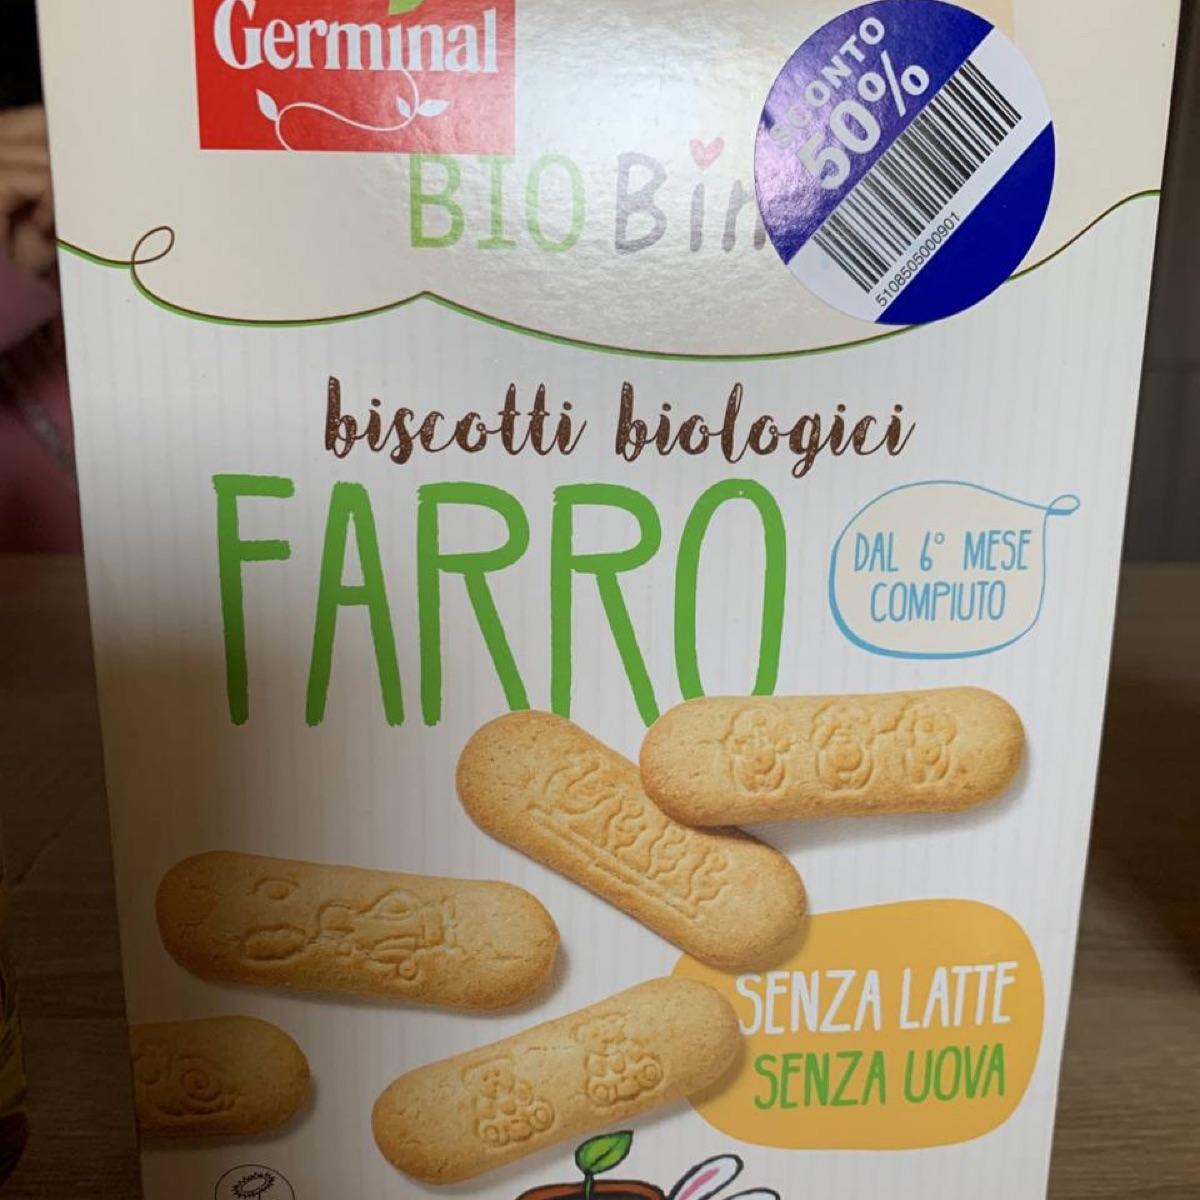 Germinal
SCONTO
50%
5108505000901
BIO
biscotti biologici
FARRO
DAL 6° MESE
COMPIUTO
SENZA LATTE
SENZA UOVA